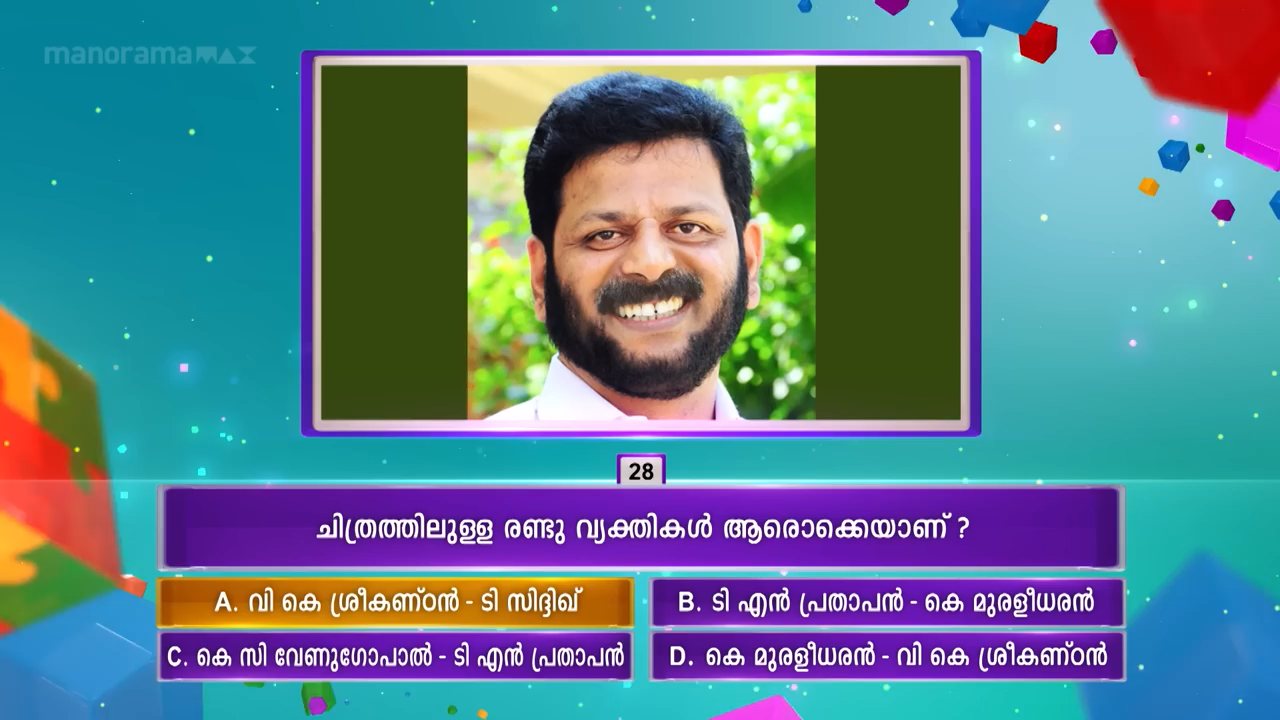 manoramaMAX
28
ചിത്രത്തിലുളള രണ്ടു വ്യക്തികൾ ആരൊക്കെയാണ് ?
A. വി കെ ശ്രീകണ്ഠൻ - ടി സിദ്ദിഖ്
B. ടി എൻ പ്രതാപൻ - കെ മുരളീധരൻ
C. കെ സി വേണുഗോപാൽ - ടി എൻ പ്രതാപൻ
D. കെ മുരളീധരൻ - വി കെ ശ്രീകണ്ഠൻ